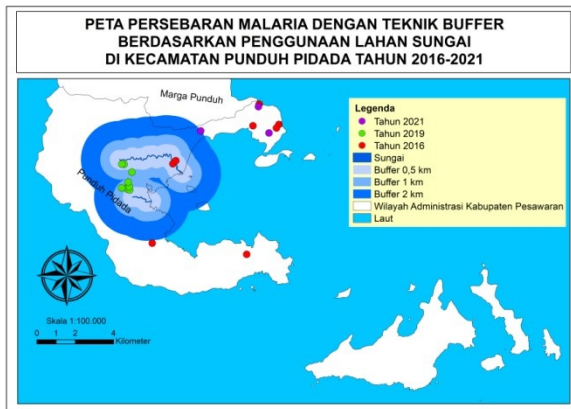 PETA PERSEBARAN MALARIA DENGAN TEKNIK BUFFER
BERDASARKAN PENGGUNAAN LAHAN SUNGAI
DI KECAMATAN PUNDUH PIDADA TAHUN 2016-2021
Marga Punduh
Punduh Pidada
Legenda
Tahun 2021
Tahun 2019
Tahun 2016
Sungai
Buffer 0,5 km
Buffer 1 km
Buffer 2 km
Wilayah Administrasi Kabupaten Pesawaran
Laut
Skala 1:100.000
0 1 2 4
Kilometer